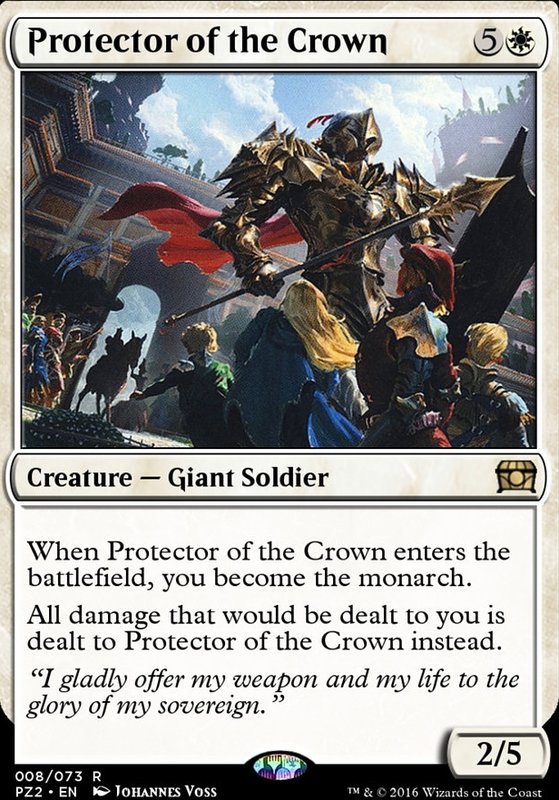 Protector of the Crown 5
Creature — Giant Soldier
When Protector of the Crown enters the
battlefield, you become the monarch.
All damage that would be dealt to you is
dealt to Protector of the Crown instead.
“I gladly offer my weapon and my life to the
glory of my sovereign.”
2/5
008/073 R
PZ2 • EN Johannes Voss
™ & © 2016 Wizards of the Coast